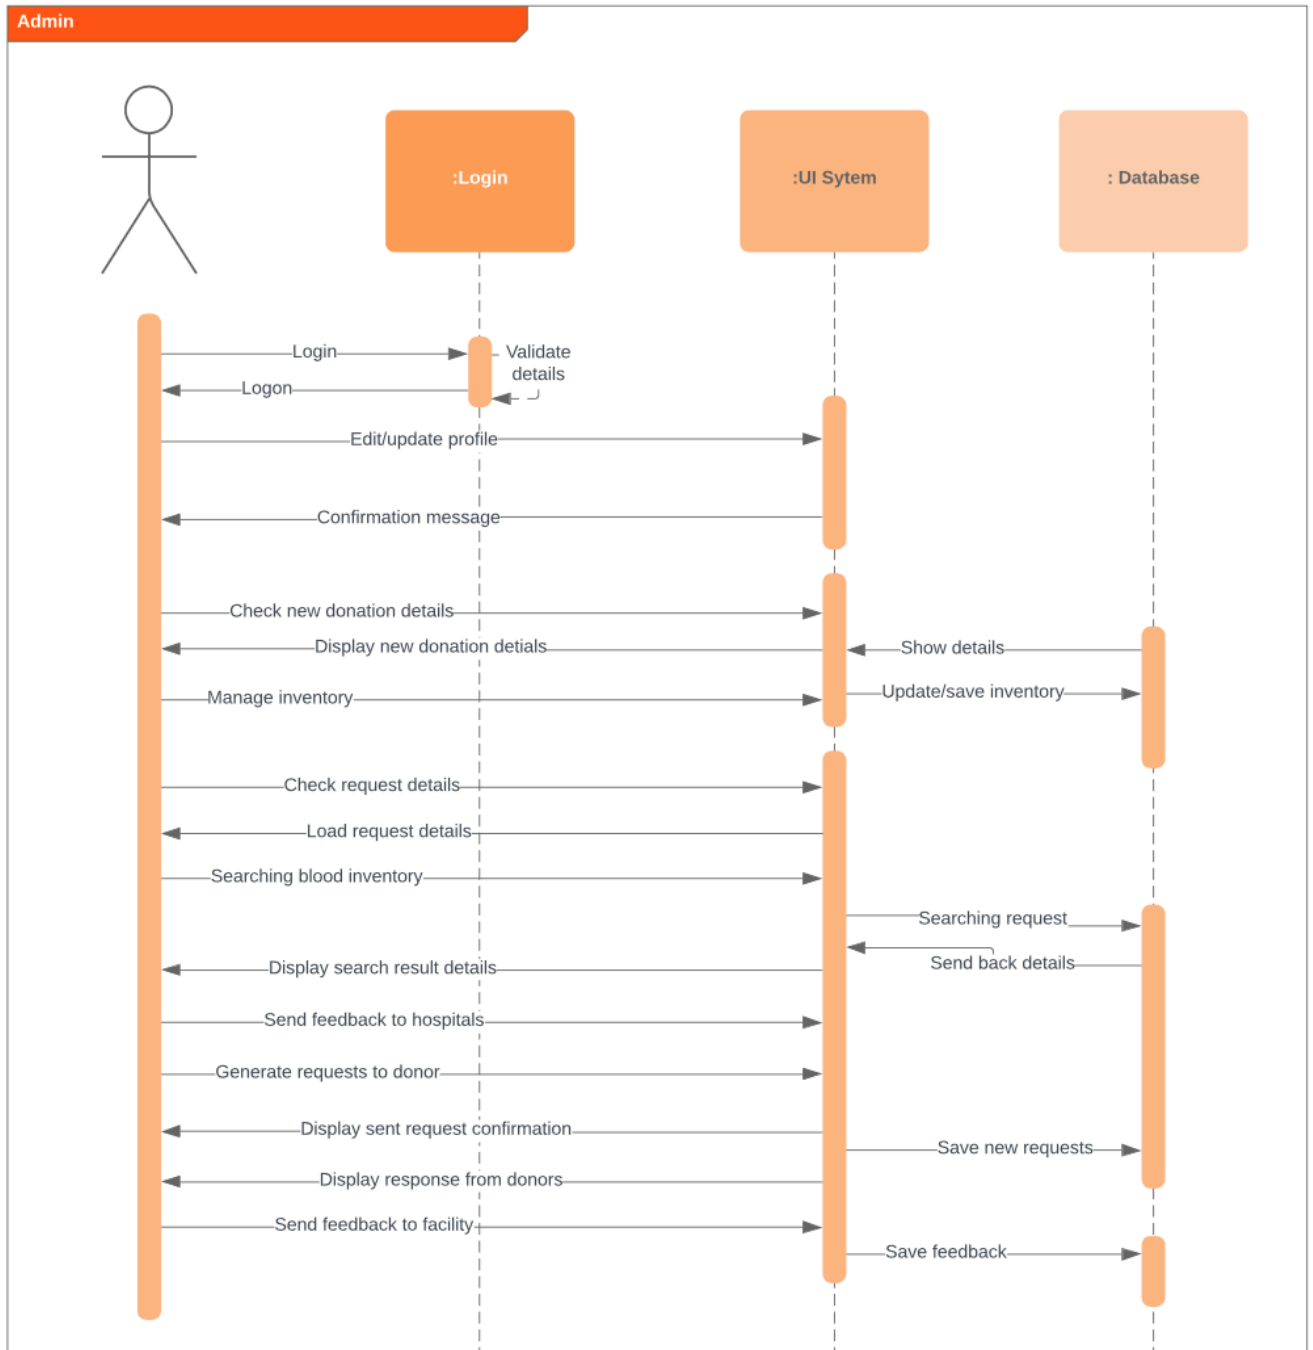 Admin
:Login
:UI Sytem
: Database
Login
Validate
details
Logon
Edit/update profile
Confirmation message
Check new donation details
Display new donation detials
Show details
Manage inventory
Update/save inventory
Check request details
Load request details
Searching blood inventory
Searching request
Send back details
Display search result details
Send feedback to hospitals
Generate requests to donor
Display sent request confirmation
Save new requests
Display response from donors
Send feedback to facility
Save feedback